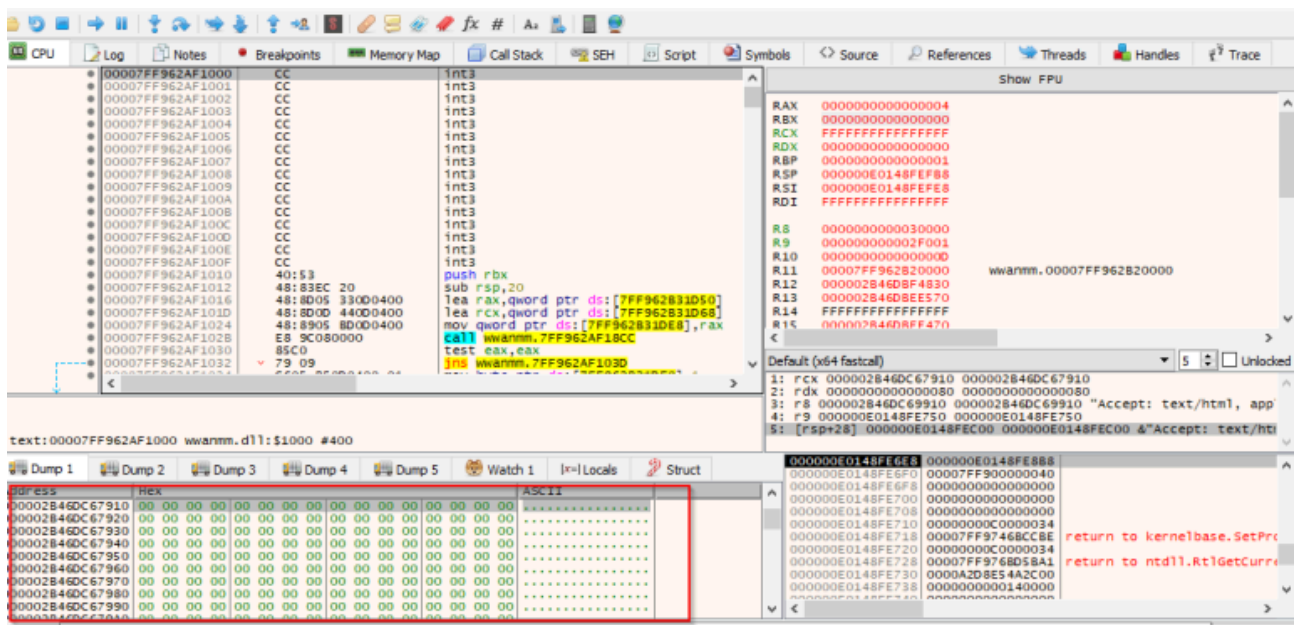 CPU Log Notes Breakpoints Memory Map Call Stack SEH Script Symbols Source References Threads Handles Trace
00007FF962AF1000 CC int3
00007FF962AF1001 CC int3
00007FF962AF1002 CC int3
00007FF962AF1003 CC int3
00007FF962AF1004 CC int3
00007FF962AF1005 CC int3
00007FF962AF1006 CC int3
00007FF962AF1007 CC int3
00007FF962AF1008 CC int3
00007FF962AF1009 CC int3
00007FF962AF100A CC int3
00007FF962AF100B CC int3
00007FF962AF100C CC int3
00007FF962AF100D CC int3
00007FF962AF100E CC int3
00007FF962AF100F CC int3
00007FF962AF1010 40:53 push rbx
00007FF962AF1012 48:83EC 20 sub rsp,20
00007FF962AF1016 48:8D05 330D0400 lea rax,qword ptr ds:[7FF962B31D50]
00007FF962AF101D 48:8D0D 440D0400 lea rcx,qword ptr ds:[7FF962B31D68]
00007FF962AF1024 48:8905 BD0D0400 mov qword ptr ds:[7FF962B31DE8],rax
00007FF962AF102B E8 9C080000 call wwanmm.7FF962AF18CC
00007FF962AF1030 85C0 test eax,eax
00007FF962AF1032 79 09 jns wwanmm.7FF962AF103D
Show FPU
RAX 0000000000000004
RBX 0000000000000000
RCX FFFFFFFFFFFFFFFF
RDX 0000000000000000
RBP 0000000000000001
RSP 000000E0148FEFB8
RSI 000000E0148FEFE8
RDI FFFFFFFFFFFFFFFF
R8 0000000000030000
R9 000000000002F001
R10 000000000000000D
R11 00007FF962B20000 wwanmm.00007FF962B20000
R12 000002B46DBF4830
R13 000002B46DBEE570
R14 FFFFFFFFFFFFFFFF
R15 000002B46DBEE470
Default (x64 fastcall) 5 Unlocked
1: rcx 000002B46DC67910 000002B46DC67910
2: rdx 0000000000000080 0000000000000080
3: r8 000002B46DC69910 000002B46DC69910 "Accept: text/html, app
4: r9 000000E0148FE750 000000E0148FE750
5: [rsp+28] 000000E0148FEC00 000000E0148FEC00 &"Accept: text/ht
text:00007FF962AF1000 wwanmm.dll:$1000 #400
Dump 1 Dump 2 Dump 3 Dump 4 Dump 5 Watch 1 [x=] Locals Struct
ddress Hex ASCII
00002B46DC67910 00 00 00 00 00 00 00 00 00 00 00 00 00 00 00 00 ................
00002B46DC67920 00 00 00 00 00 00 00 00 00 00 00 00 00 00 00 00 ................
00002B46DC67930 00 00 00 00 00 00 00 00 00 00 00 00 00 00 00 00 ................
00002B46DC67940 00 00 00 00 00 00 00 00 00 00 00 00 00 00 00 00 ................
00002B46DC67950 00 00 00 00 00 00 00 00 00 00 00 00 00 00 00 00 ................
00002B46DC67960 00 00 00 00 00 00 00 00 00 00 00 00 00 00 00 00 ................
00002B46DC67970 00 00 00 00 00 00 00 00 00 00 00 00 00 00 00 00 ................
00002B46DC67980 00 00 00 00 00 00 00 00 00 00 00 00 00 00 00 00 ................
00002B46DC67990 00 00 00 00 00 00 00 00 00 00 00 00 00 00 00 00 ................
000000E0148FE6E8 000000E0148FE8B8
000000E0148FE6F0 00007FF900000040
000000E0148FE6F8 0000000000000000
000000E0148FE700 0000000000000000
000000E0148FE708 0000000000000000
000000E0148FE710 00000000C0000034
000000E0148FE718 00007FF9746BCCBE return to kernelbase.SetPro
000000E0148FE720 00000000C0000034
000000E0148FE728 00007FF976BD5BA1 return to ntdll.RtlGetCurre
000000E0148FE730 0000A2D8E54A2C00
000000E0148FE738 0000000000140000